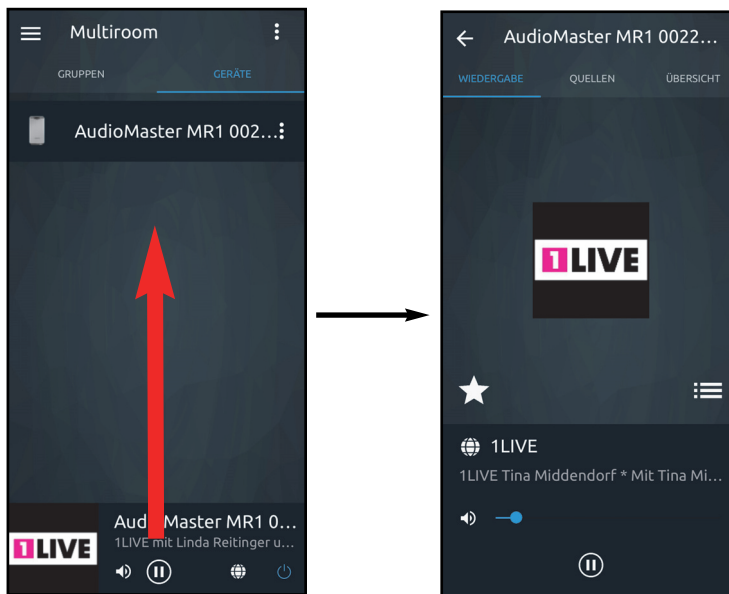 Multiroom
GRUPPEN GERÄTE
AudioMaster MR1 002...
1LIVE
AudioMaster MR1 0...
1LIVE mit Linda Reitinger u...
AudioMaster MR1 0022...
WIEDERGABE QUELLEN ÜBERSICHT
1LIVE
1LIVE
1LIVE Tina Middendorf * Mit Tina Mi...